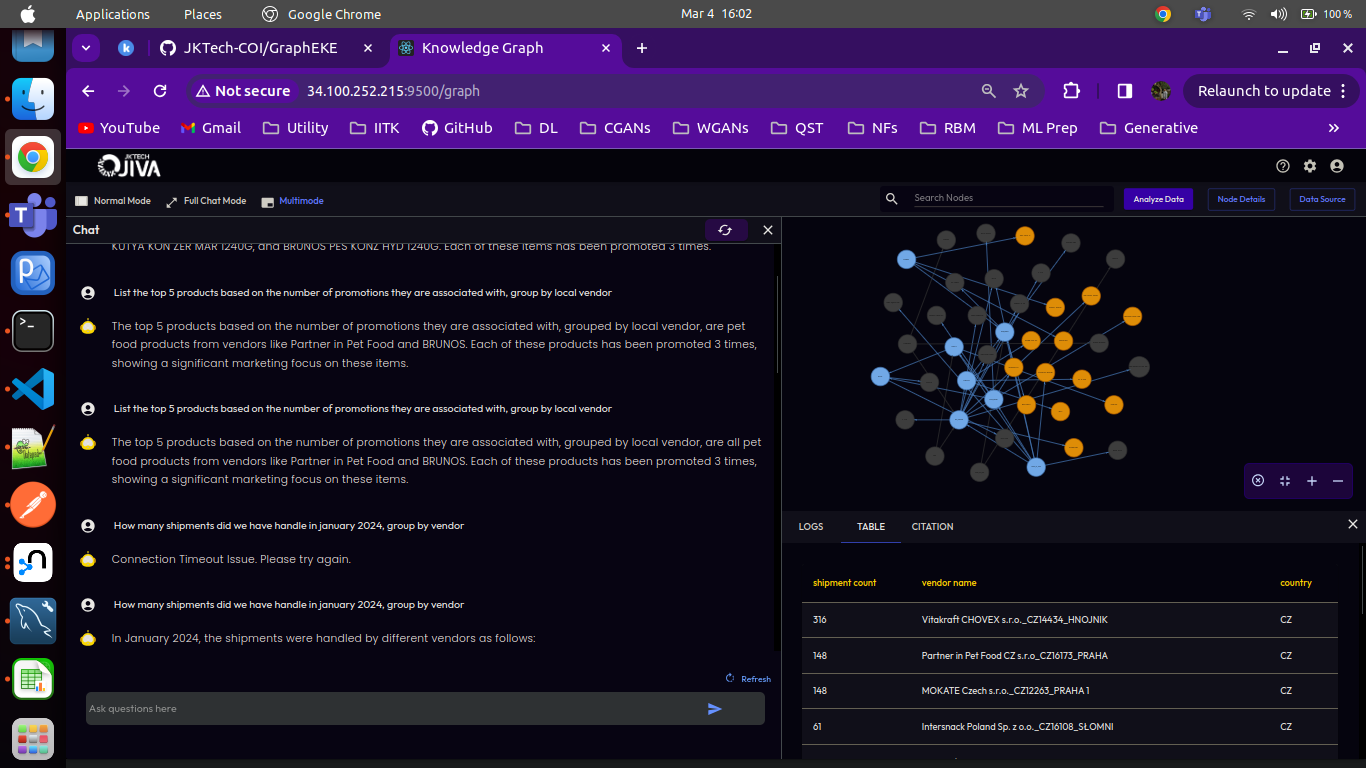 Applications Places Google Chrome Mar 4 16:02 100 %
JKTech-COI/GraphEKE Knowledge Graph
Not secure 34.100.252.215:9500/graph Relaunch to update
YouTube Gmail Utility IITK GitHub DL CGANs WGANs QST NFs RBM ML Prep Generative
JKTECH
JIVA
Normal Mode Full Chat Mode Multimode Search Nodes Analyze Data Node Details Data Source
Chat
KUTYA KON ZER MAR 1240G, and BRUNOS PES KONZ HYD 1240G. Each of these items has been promoted 3 times.
List the top 5 products based on the number of promotions they are associated with, group by local vendor
The top 5 products based on the number of promotions they are associated with, grouped by local vendor, are pet
food products from vendors like Partner in Pet Food and BRUNOS. Each of these products has been promoted 3 times,
showing a significant marketing focus on these items.
List the top 5 products based on the number of promotions they are associated with, group by local vendor
The top 5 products based on the number of promotions they are associated with, grouped by local vendor, are all pet
food products from vendors like Partner in Pet Food and BRUNOS. Each of these products has been promoted 3 times,
showing a significant marketing focus on these items.
How many shipments did we have handle in january 2024, group by vendor
Connection Timeout Issue. Please try again.
How many shipments did we have handle in january 2024, group by vendor
In January 2024, the shipments were handled by different vendors as follows:
Refresh
Ask questions here
LOGS TABLE CITATION
shipment count vendor name country
316 Vitakraft CHOVEX s.r.o._CZ14434_HNOJNIK CZ
148 Partner in Pet Food CZ s.r.o_CZ16173_PRAHA CZ
148 MOKATE Czech s.r.o._CZ12263_PRAHA 1 CZ
61 Intersnack Poland Sp. z o.o._CZ16108_SŁOMNI CZ